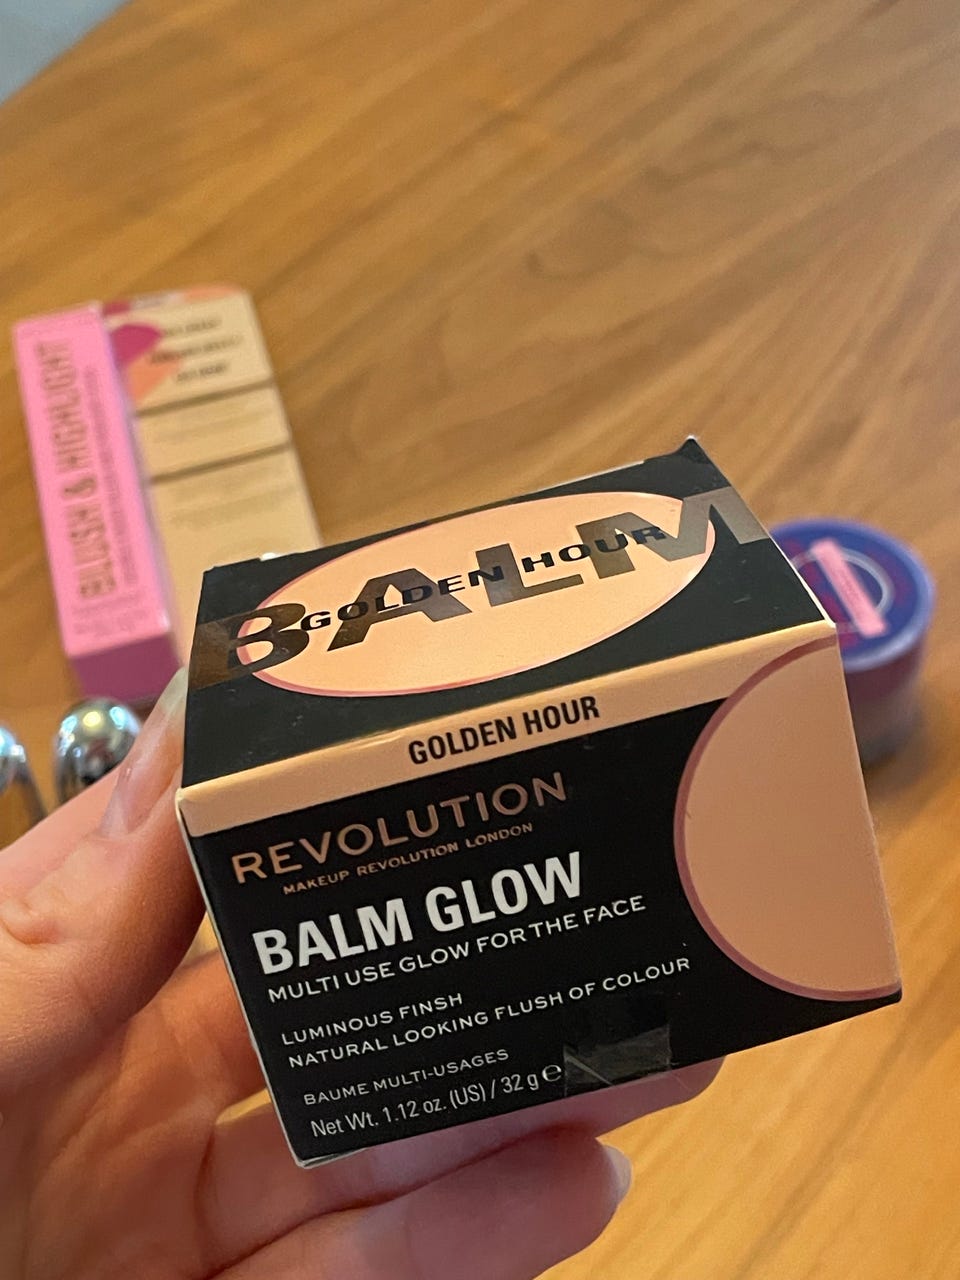 BLUSH & HIGHLIGHT
BALM
GOLDEN HOUR
GOLDEN HOUR
REVOLUTION
MAKEUP REVOLUTION LONDON
BALM GLOW
MULTI USE GLOW FOR THE FACE
LUMINOUS FINSH
NATURAL LOOKING FLUSH OF COLOUR
BAUME MULTI-USAGES
Net Wt. 1.12 oz. (US) / 32 g ℮